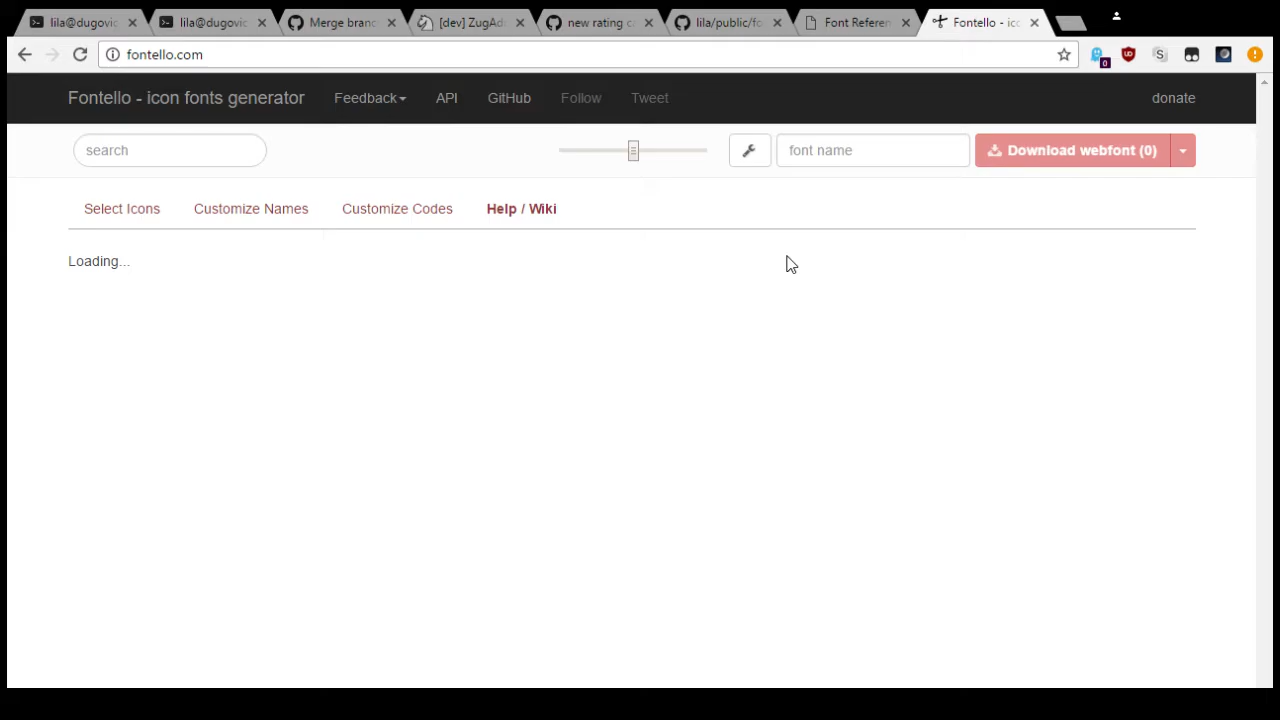 lila@dugovic
lila@dugovic
Merge branc
[dev] ZugAd
new rating c
lila/public/fo
Font Referen
Fontello - ico
fontello.com
0
Fontello - icon fonts generator
Feedback
API
GitHub
Follow
Tweet
donate
search
font name
Download webfont (0)
Select Icons
Customize Names
Customize Codes
Help / Wiki
Loading...